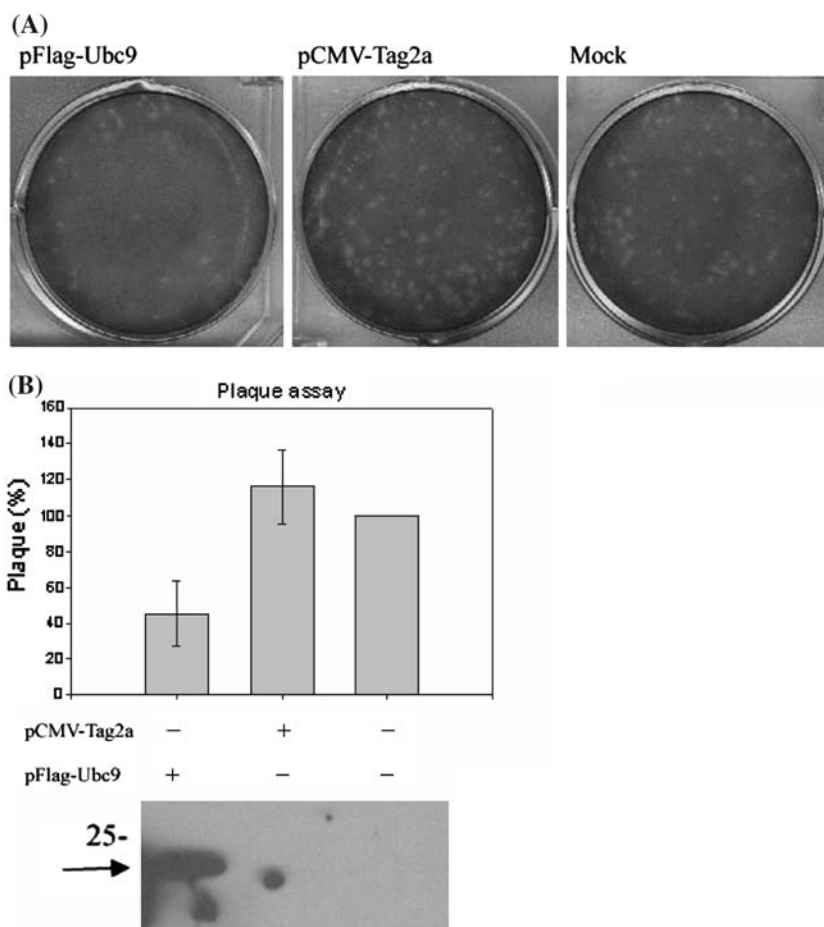 (A)
pFlag-Ubc9 pCMV-Tag2a Mock
(B)
Plaque assay
160
140
120
100
80
60
40
20
0
Plaque (%)
pCMV-Tag2a − + −
pFlag-Ubc9 + − −
25-